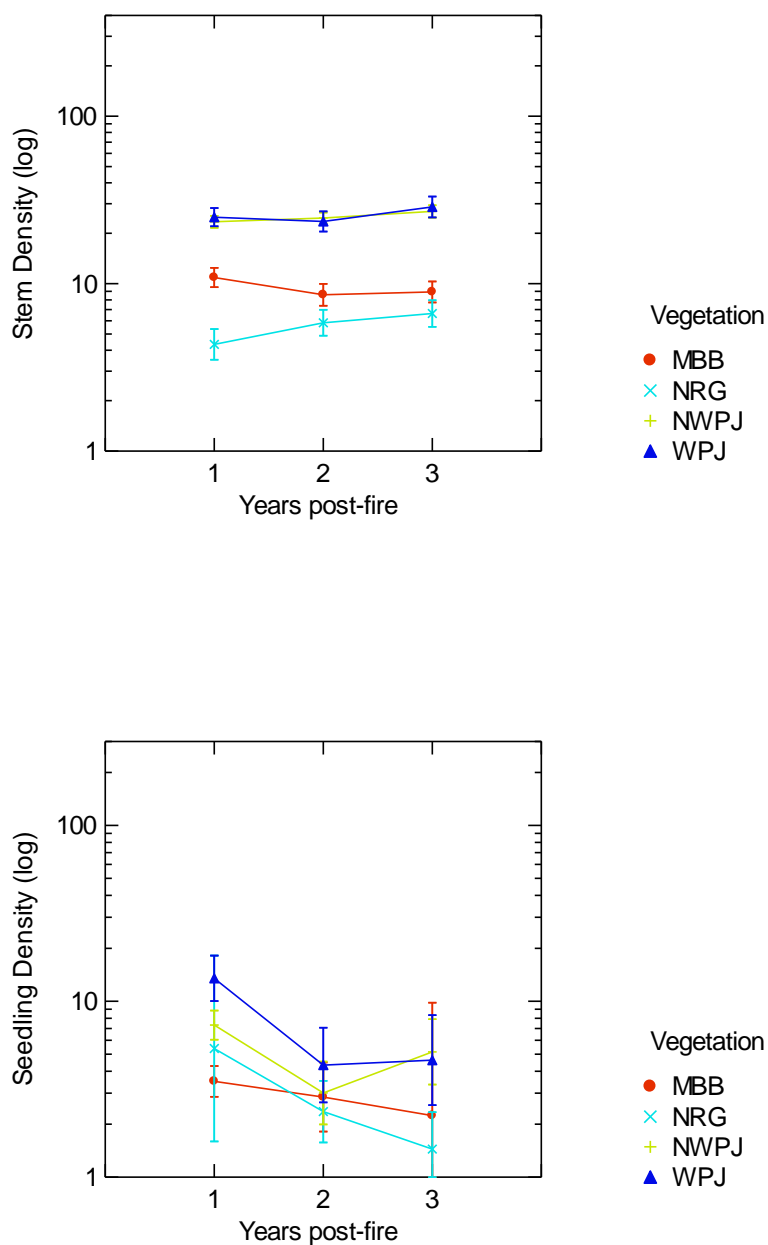 Stem Density (log)
100
10
1
1 2 3
Years post-fire
Vegetation
MBB
NRG
NWPJ
WPJ
Seedling Density (log)
100
10
1
1 2 3
Years post-fire
Vegetation
MBB
NRG
NWPJ
WPJ